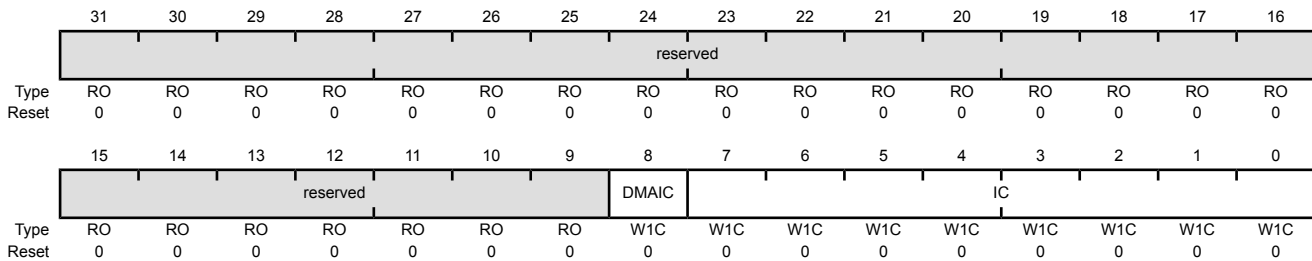 31 30 29 28 27 26 25 24 23 22 21 20 19 18 17 16
reserved
Type RO RO RO RO RO RO RO RO RO RO RO RO RO RO RO RO
Reset 0 0 0 0 0 0 0 0 0 0 0 0 0 0 0 0
15 14 13 12 11 10 9 8 7 6 5 4 3 2 1 0
reserved DMAIC IC
Type RO RO RO RO RO RO RO W1C W1C W1C W1C W1C W1C W1C W1C W1C
Reset 0 0 0 0 0 0 0 0 0 0 0 0 0 0 0 0